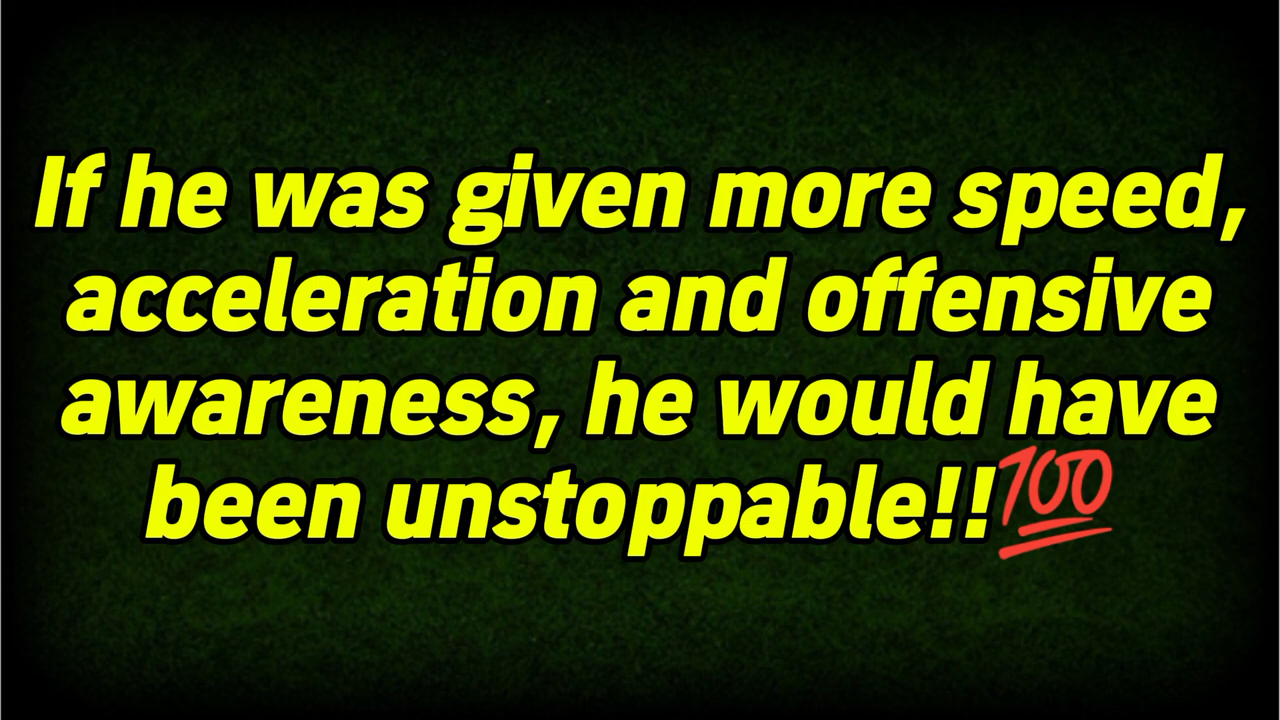 If he was given more speed,
acceleration and offensive
awareness, he would have
been unstoppable!!💯